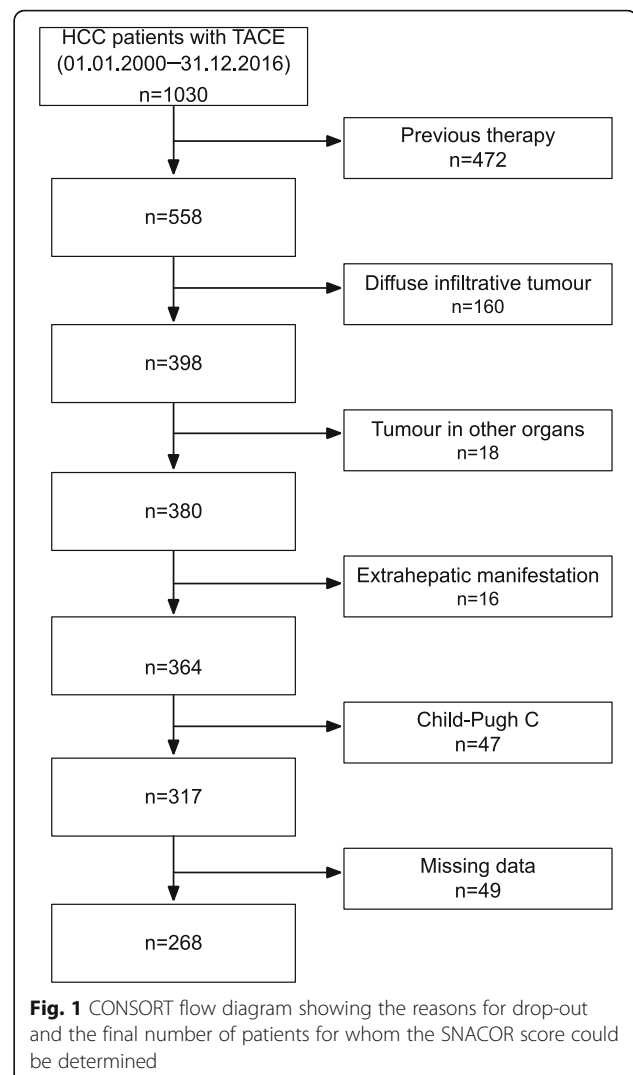 HCC patients with TACE
(01.01.2000–31.12.2016)
n=1030
Previous therapy
n=472
n=558
Diffuse infiltrative tumour
n=160
n=398
Tumour in other organs
n=18
n=380
Extrahepatic manifestation
n=16
n=364
Child-Pugh C
n=47
n=317
Missing data
n=49
n=268
Fig. 1 CONSORT flow diagram showing the reasons for drop-out
and the final number of patients for whom the SNACOR score could
be determined